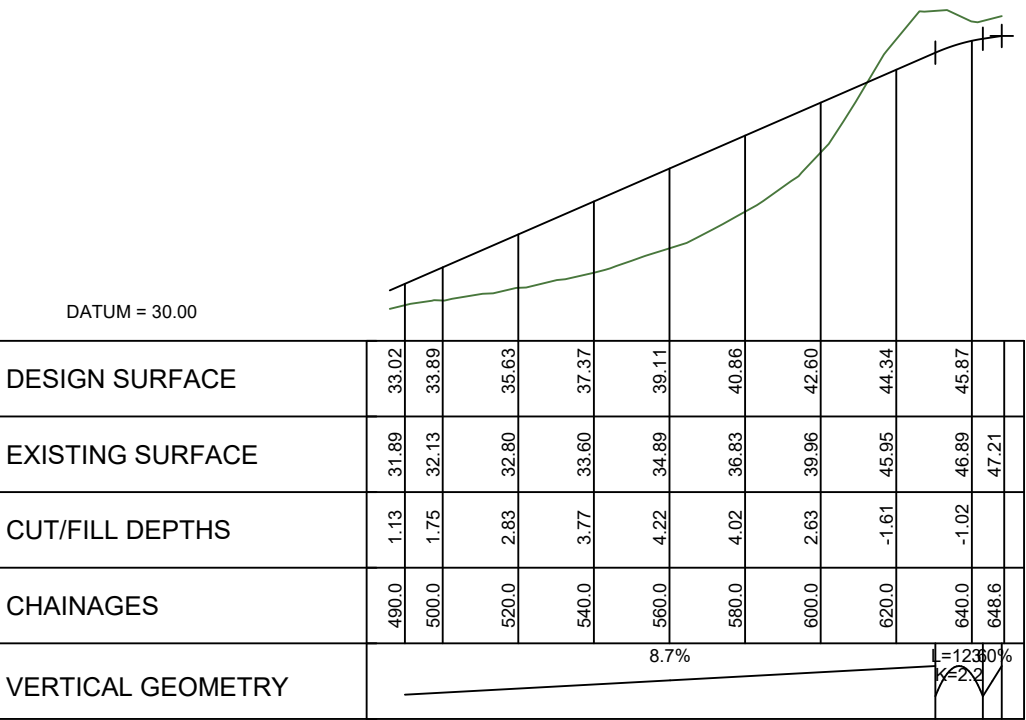 DATUM = 30.00
DESIGN SURFACE 33.02 33.89 35.63 37.37 39.11 40.86 42.60 44.34 45.87
EXISTING SURFACE 31.89 32.13 32.80 33.60 34.89 36.83 39.96 45.95 46.89 47.21
CUT/FILL DEPTHS 1.13 1.75 2.83 3.77 4.22 4.02 2.63 -1.61 -1.02
CHAINAGES 490.0 500.0 520.0 540.0 560.0 580.0 600.0 620.0 640.0 648.6
8.7%
K=2.2
VERTICAL GEOMETRY